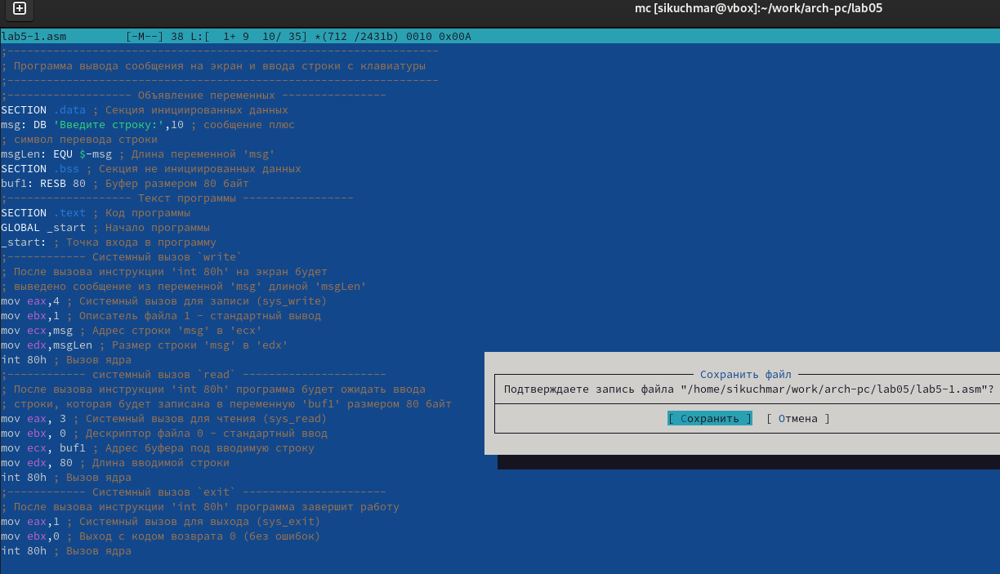 mc [sikuchmar@vbox]:~/work/arch-pc/lab05
lab5-1.asm         [-M--] 38 L:[  1+ 9  10/ 35] *(712 /2431b) 0010 0x00A
;------------------------------------------------------------------
; Программа вывода сообщения на экран и ввода строки с клавиатуры
;------------------------------------------------------------------
;------------------- Объявление переменных ----------------
SECTION .data ; Секция инициированных данных
msg: DB 'Введите строку:',10 ; сообщение плюс
; символ перевода строки
msgLen: EQU $-msg ; Длина переменной 'msg'
SECTION .bss ; Секция не инициированных данных
buf1: RESB 80 ; Буфер размером 80 байт
;------------------- Текст программы -----------------
SECTION .text ; Код программы
GLOBAL _start ; Начало программы
_start: ; Точка входа в программу
;------------ Системный вызов `write`
; После вызова инструкции 'int 80h' на экран будет
; выведено сообщение из переменной 'msg' длиной 'msgLen'
mov eax,4 ; Системный вызов для записи (sys_write)
mov ebx,1 ; Описатель файла 1 - стандартный вывод
mov ecx,msg ; Адрес строки 'msg' в 'ecx'
mov edx,msgLen ; Размер строки 'msg' в 'edx'
int 80h ; Вызов ядра
;------------ системный вызов `read` ----------------------
; После вызова инструкции 'int 80h' программа будет ожидать ввода
; строки, которая будет записана в переменную 'buf1' размером 80 байт
mov eax, 3 ; Системный вызов для чтения (sys_read)
mov ebx, 0 ; Дескриптор файла 0 - стандартный ввод
mov ecx, buf1 ; Адрес буфера под вводимую строку
mov edx, 80 ; Длина вводимой строки
int 80h ; Вызов ядра
;------------ Системный вызов `exit` ----------------------
; После вызова инструкции 'int 80h' программа завершит работу
mov eax,1 ; Системный вызов для выхода (sys_exit)
mov ebx,0 ; Выход с кодом возврата 0 (без ошибок)
int 80h ; Вызов ядра
Сохранить файл
Подтверждаете запись файла "/home/sikuchmar/work/arch-pc/lab05/lab5-1.asm"?
[ Сохранить ]  [ Отмена ]